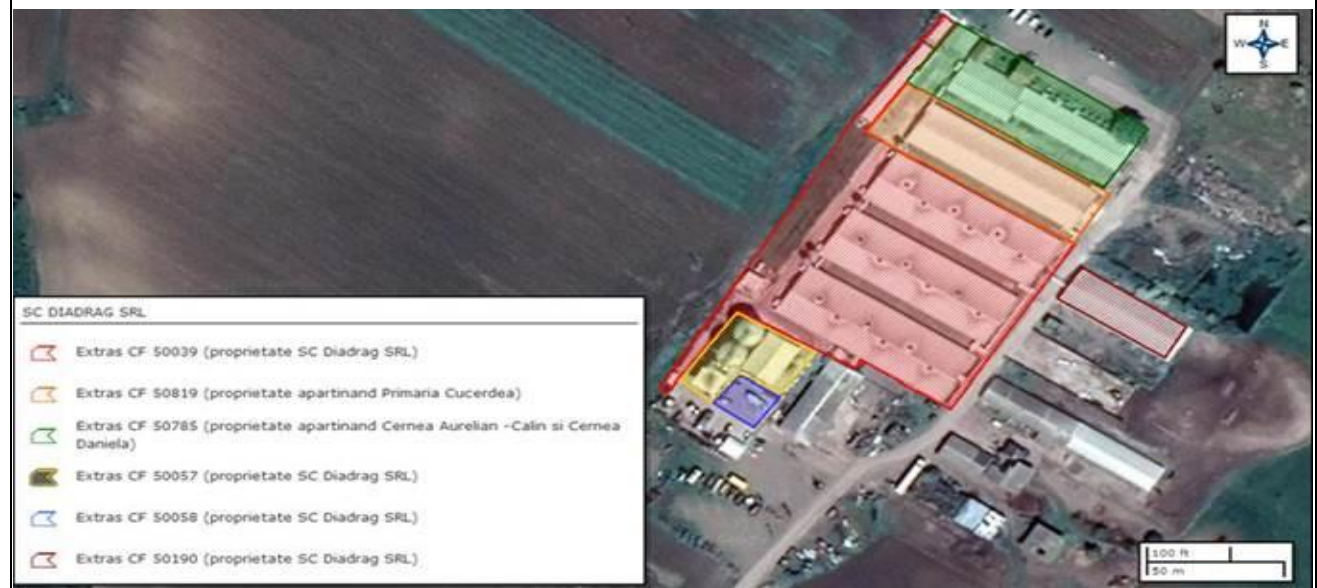 N
W E
S
SC DIADRAG SRL
Extras CF 50039 (proprietate SC Diadrag SRL)
Extras CF 50819 (proprietate apartinand Primaria Cucerdea)
Extras CF 50785 (proprietate apartinand Cernea Aurelian -Calin si Cernea
Daniela)
Extras CF 50057 (proprietate SC Diadrag SRL)
Extras CF 50058 (proprietate SC Diadrag SRL)
Extras CF 50190 (proprietate SC Diadrag SRL)
100 ft
50 m